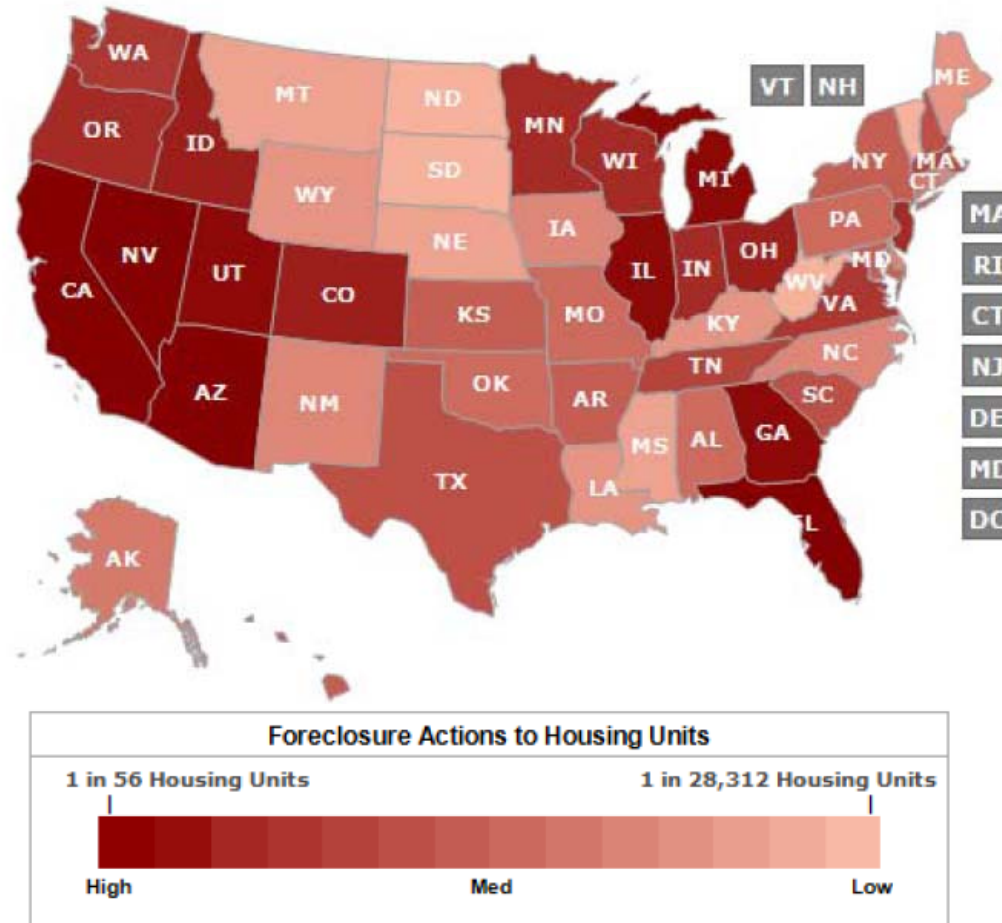 WA
MT
ND
MN
VT
NH
ME
OR
ID
WI
SD
MI
NY
MA
WY
CT
IA
PA
MA
NE
OH
NV
UT
IL
IN
MD
RI
CA
CO
WV
VA
KS
MO
KY
CT
NC
TN
NJ
OK
AR
SC
AZ
NM
GA
DE
MS
AL
MD
TX
LA
FL
DC
AK
Foreclosure Actions to Housing Units
1 in 56 Housing Units
1 in 28,312 Housing Units
High
Med
Low